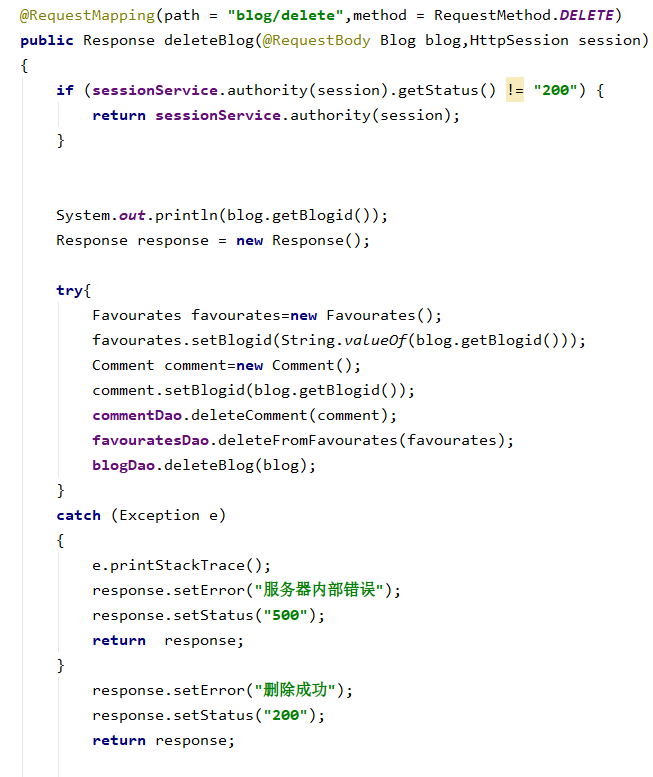 @RequestMapping(path = "blog/delete",method = RequestMethod.DELETE)
public Response deleteBlog(@RequestBody Blog blog,HttpSession session)
{
if (sessionService.authority(session).getStatus() != "200") {
return sessionService.authority(session);
}
System.out.println(blog.getBlogid());
Response response = new Response();
try{
Favourates favourates=new Favourates();
favourates.setBlogid(String.valueOf(blog.getBlogid()));
Comment comment=new Comment();
comment.setBlogid(blog.getBlogid());
commentDao.deleteComment(comment);
favouratesDao.deleteFromFavourates(favourates);
blogDao.deleteBlog(blog);
}
catch (Exception e)
{
e.printStackTrace();
response.setError("服务器内部错误");
response.setStatus("500");
return  response;
}
response.setError("删除成功");
response.setStatus("200");
return response;